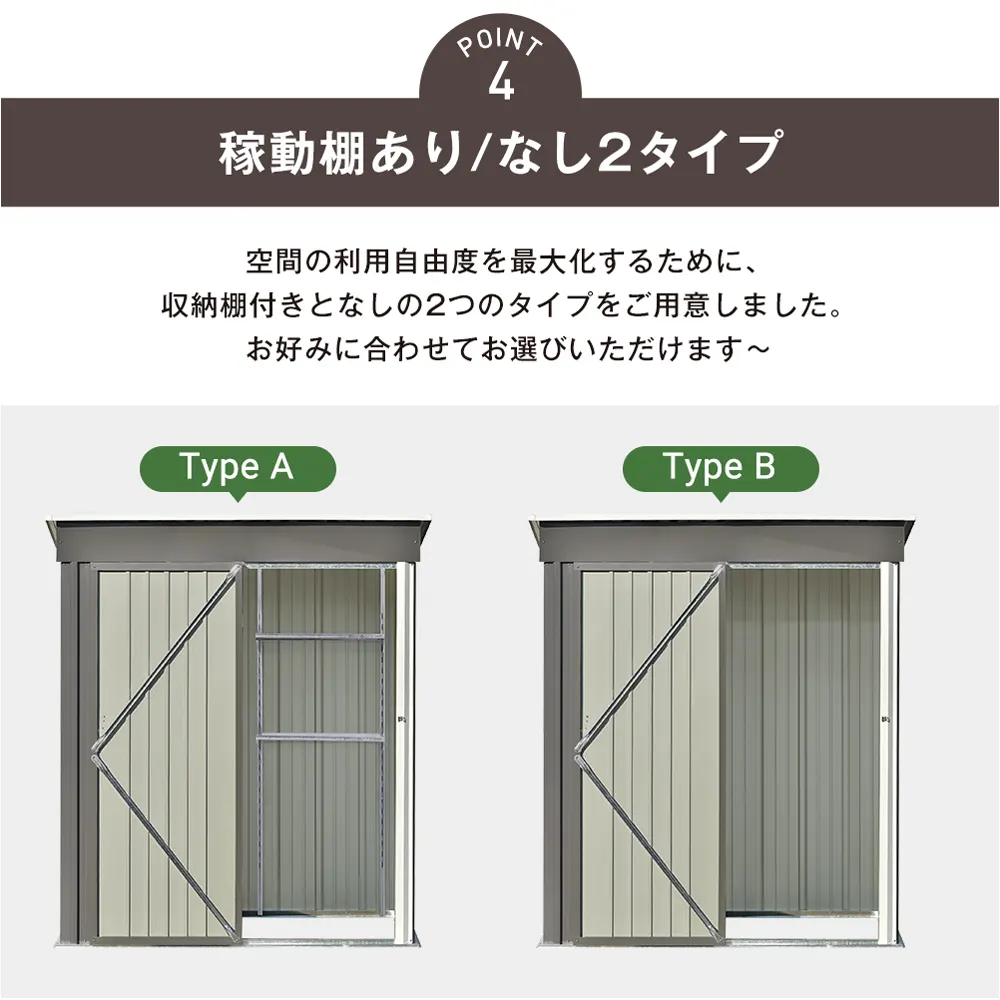 POINT
4
稼動棚あり/なし2タイプ
空間の利用自由度を最大化するために、
収納棚付きとなしの2つのタイプをご用意しました。
お好みに合わせてお選びいただけます～
Type A
Type B